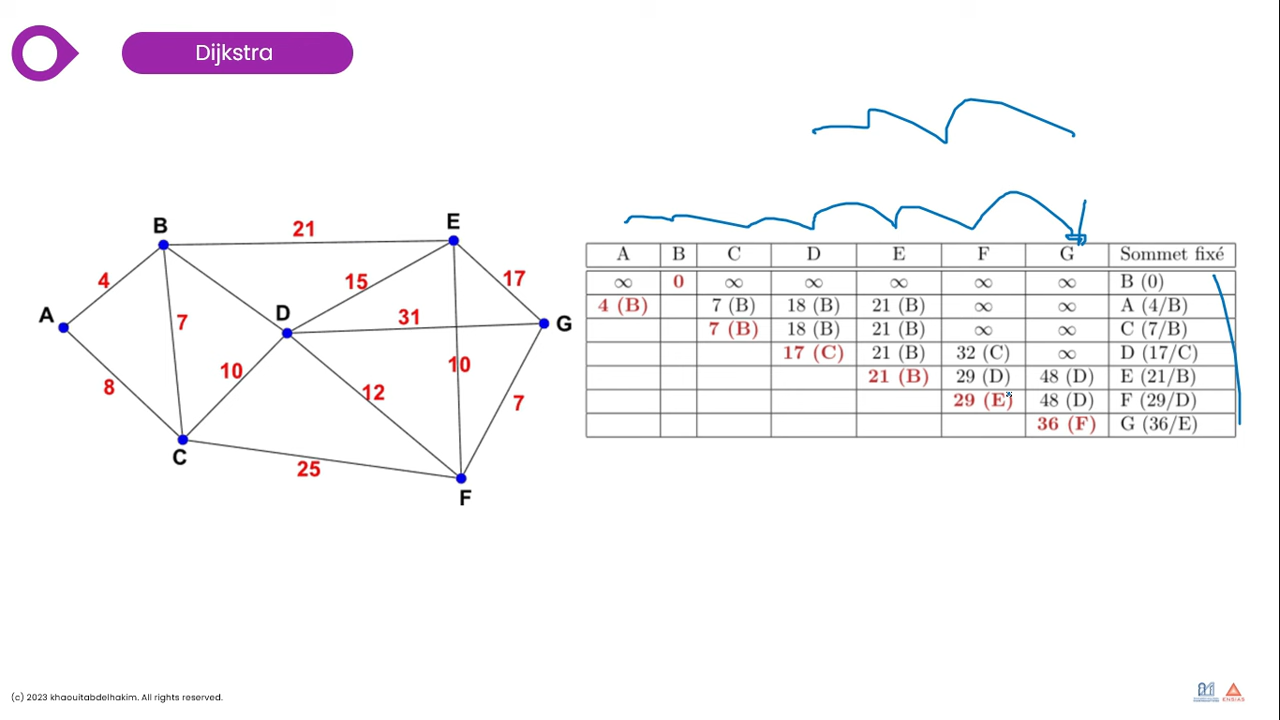 Dijkstra
B 21 E
4 15 17
A 7 D 31 G
8 10 12 10 7
C 25 F
A B C D E F G Sommet fixé
∞ 0 ∞ ∞ ∞ ∞ ∞ B (0)
4 (B) 7 (B) 18 (B) 21 (B) ∞ ∞ A (4/B)
7 (B) 18 (B) 21 (B) ∞ ∞ C (7/B)
17 (C) 21 (B) 32 (C) ∞ D (17/C)
21 (B) 29 (D) 48 (D) E (21/B)
29 (E) 48 (D) F (29/D)
36 (F) G (36/E)
(c) 2023 khaouitabdelhakim. All rights reserved.
ENSIAS